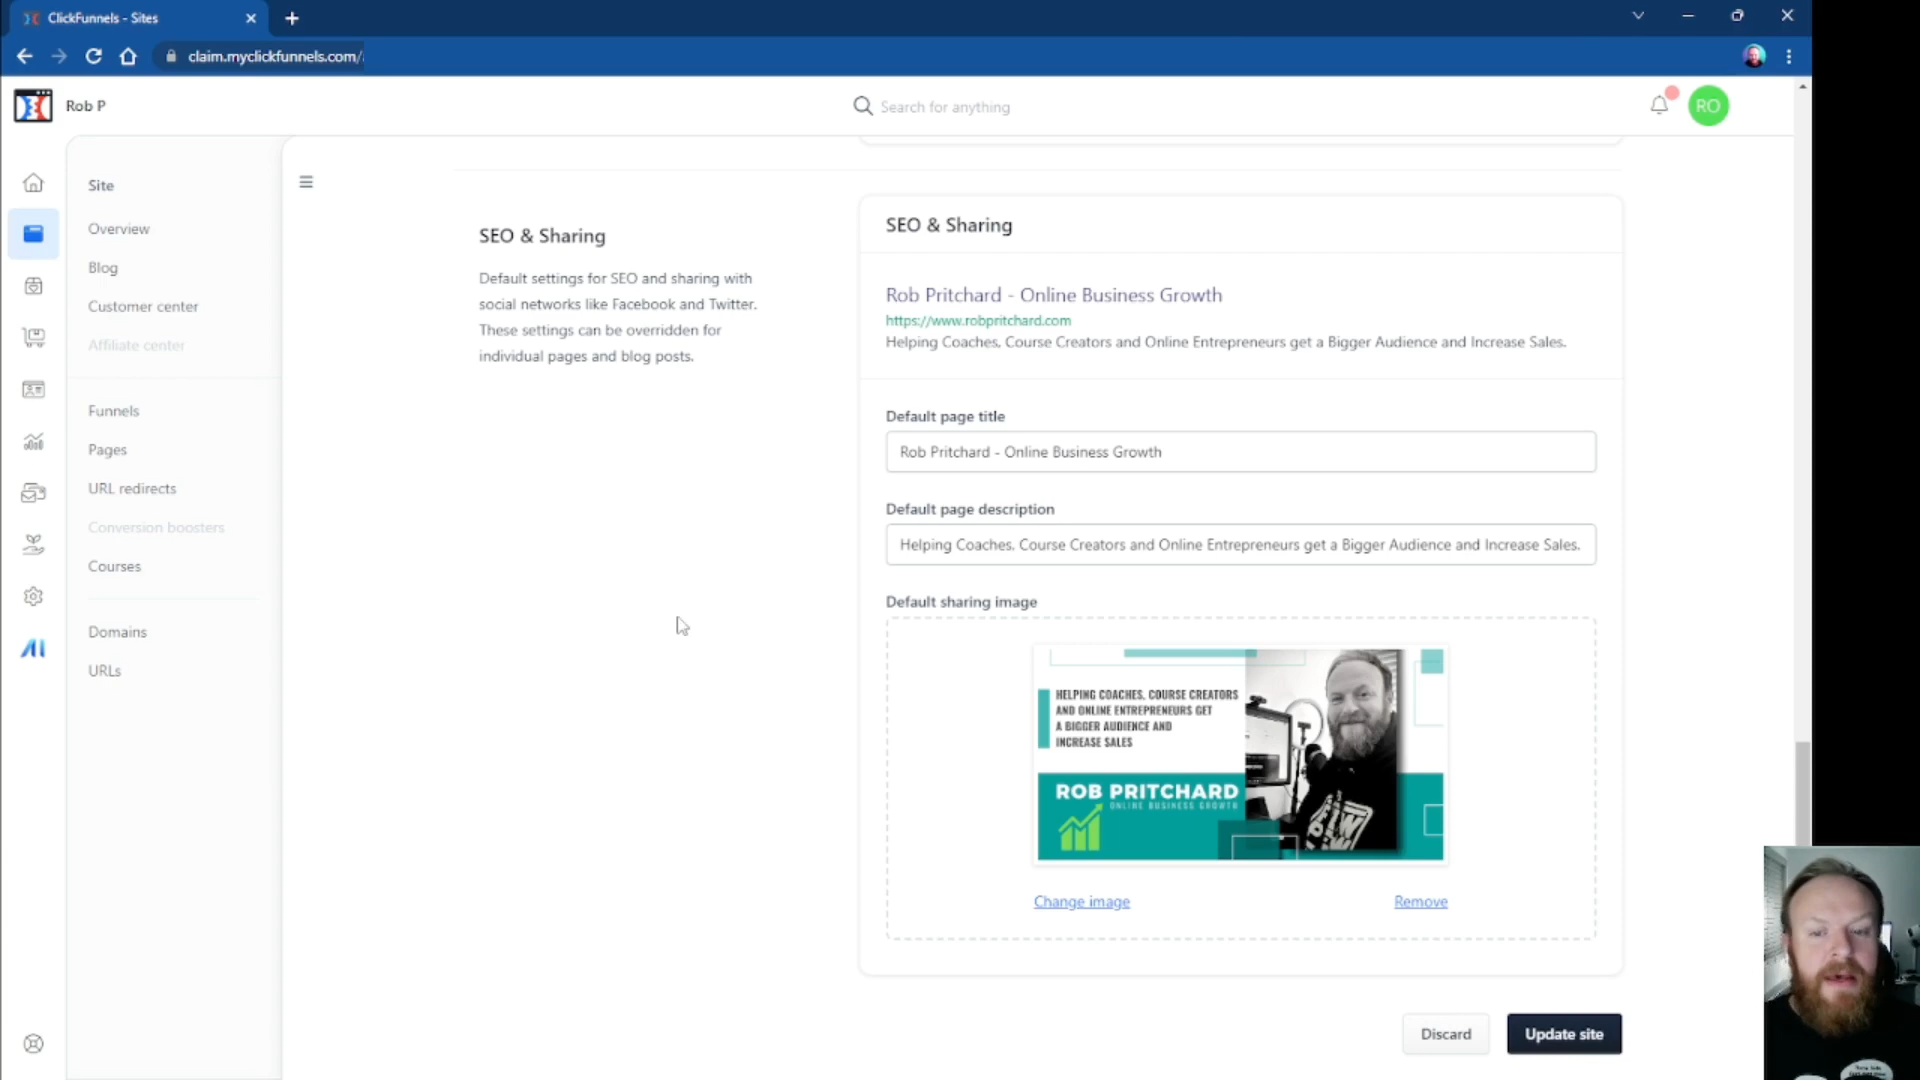 ClickFunnels - Sites
claim.myclickfunnels.com/
Rob P
Search for anything
RO
Site
Overview
Blog
Customer center
Affiliate center
Funnels
Pages
URL redirects
Conversion boosters
Courses
Domains
URLs
AI
SEO & Sharing
Default settings for SEO and sharing with
social networks like Facebook and Twitter.
These settings can be overridden for
individual pages and blog posts.
SEO & Sharing
Rob Pritchard - Online Business Growth
https://www.robpritchard.com
Helping Coaches, Course Creators and Online Entrepreneurs get a Bigger Audience and Increase Sales.
Default page title
Rob Pritchard - Online Business Growth
Default page description
Helping Coaches, Course Creators and Online Entrepreneurs get a Bigger Audience and Increase Sales.
Default sharing image
HELPING COACHES, COURSE CREATORS
AND ONLINE ENTREPRENEURS GET
A BIGGER AUDIENCE AND
INCREASE SALES
ROB PRITCHARD
ONLINE BUSINESS GROWTH
Change image
Remove
Discard
Update site